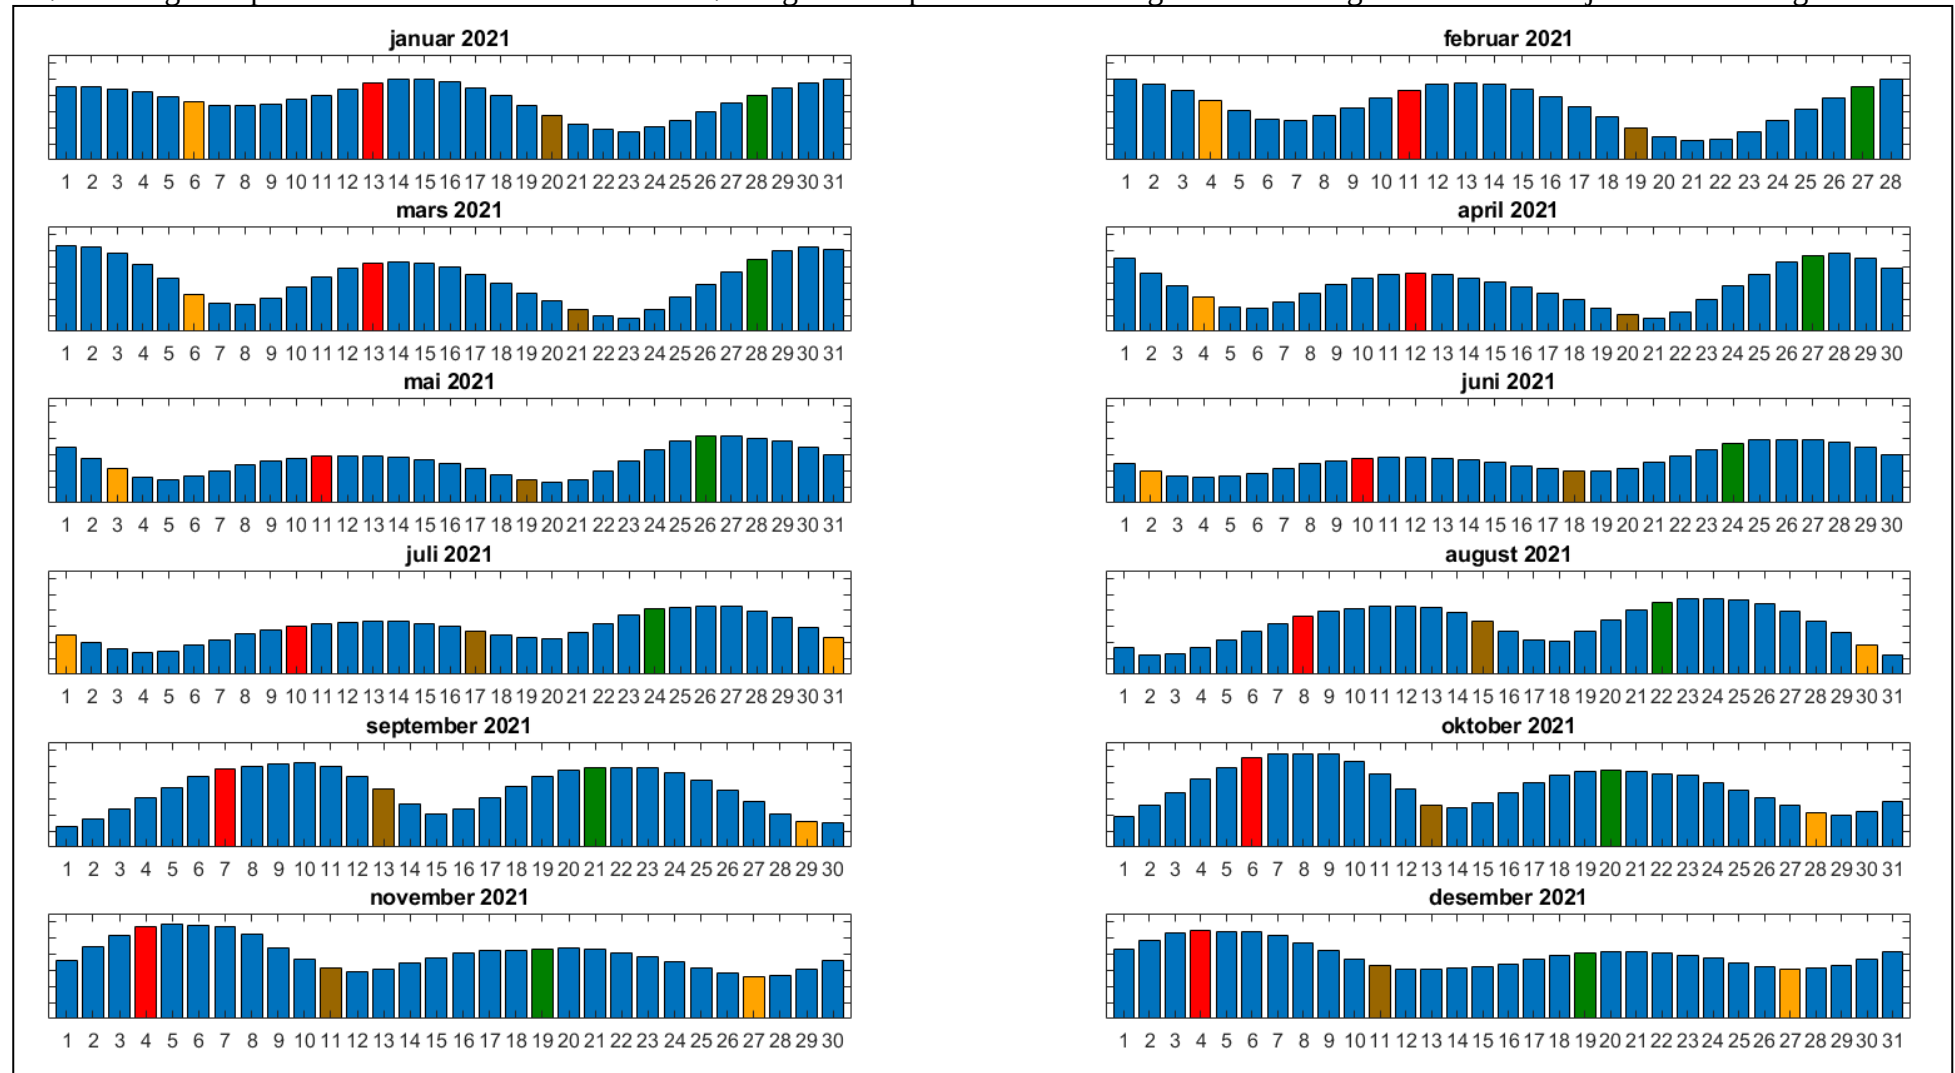 januar 2021
1 2 3 4 5 6 7 8 9 10 11 12 13 14 15 16 17 18 19 20 21 22 23 24 25 26 27 28 29 30 31
februar 2021
1 2 3 4 5 6 7 8 9 10 11 12 13 14 15 16 17 18 19 20 21 22 23 24 25 26 27 28
mars 2021
1 2 3 4 5 6 7 8 9 10 11 12 13 14 15 16 17 18 19 20 21 22 23 24 25 26 27 28 29 30 31
april 2021
1 2 3 4 5 6 7 8 9 10 11 12 13 14 15 16 17 18 19 20 21 22 23 24 25 26 27 28 29 30
mai 2021
1 2 3 4 5 6 7 8 9 10 11 12 13 14 15 16 17 18 19 20 21 22 23 24 25 26 27 28 29 30 31
juni 2021
1 2 3 4 5 6 7 8 9 10 11 12 13 14 15 16 17 18 19 20 21 22 23 24 25 26 27 28 29 30
juli 2021
1 2 3 4 5 6 7 8 9 10 11 12 13 14 15 16 17 18 19 20 21 22 23 24 25 26 27 28 29 30 31
august 2021
1 2 3 4 5 6 7 8 9 10 11 12 13 14 15 16 17 18 19 20 21 22 23 24 25 26 27 28 29 30 31
september 2021
1 2 3 4 5 6 7 8 9 10 11 12 13 14 15 16 17 18 19 20 21 22 23 24 25 26 27 28 29 30
oktober 2021
1 2 3 4 5 6 7 8 9 10 11 12 13 14 15 16 17 18 19 20 21 22 23 24 25 26 27 28 29 30 31
november 2021
1 2 3 4 5 6 7 8 9 10 11 12 13 14 15 16 17 18 19 20 21 22 23 24 25 26 27 28 29 30
desember 2021
1 2 3 4 5 6 7 8 9 10 11 12 13 14 15 16 17 18 19 20 21 22 23 24 25 26 27 28 29 30 31